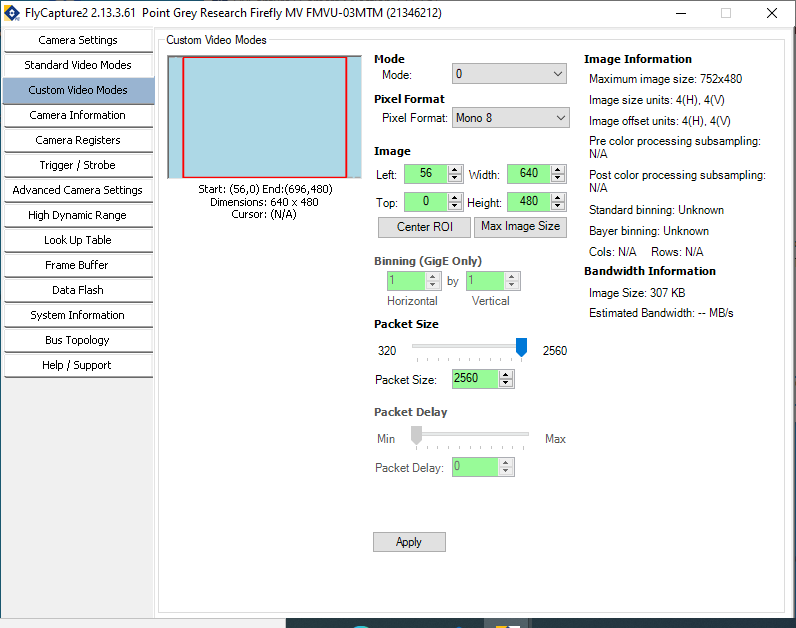 FlyCapture2 2.13.3.61 Point Grey Research Firefly MV FMVU-03MTM (21346212)
Camera Settings
Standard Video Modes
Custom Video Modes
Camera Information
Camera Registers
Trigger / Strobe
Advanced Camera Settings
High Dynamic Range
Look Up Table
Frame Buffer
Data Flash
System Information
Bus Topology
Help / Support
Custom Video Modes
Start: (56,0) End:(696,480)
Dimensions: 640 x 480
Cursor: (N/A)
Mode
Mode: 0
Pixel Format
Pixel Format: Mono 8
Image
Left: 56 Width: 640
Top: 0 Height: 480
Center ROI Max Image Size
Binning (GigE Only)
1 by 1
Horizontal Vertical
Packet Size
320 2560
Packet Size: 2560
Packet Delay
Min Max
Packet Delay: 0
Apply
Image Information
Maximum image size: 752x480
Image size units: 4(H), 4(V)
Image offset units: 4(H), 4(V)
Pre color processing subsampling:
N/A
Post color processing subsampling:
N/A
Standard binning: Unknown
Bayer binning: Unknown
Cols: N/A Rows: N/A
Bandwidth Information
Image Size: 307 KB
Estimated Bandwidth: -- MB/s